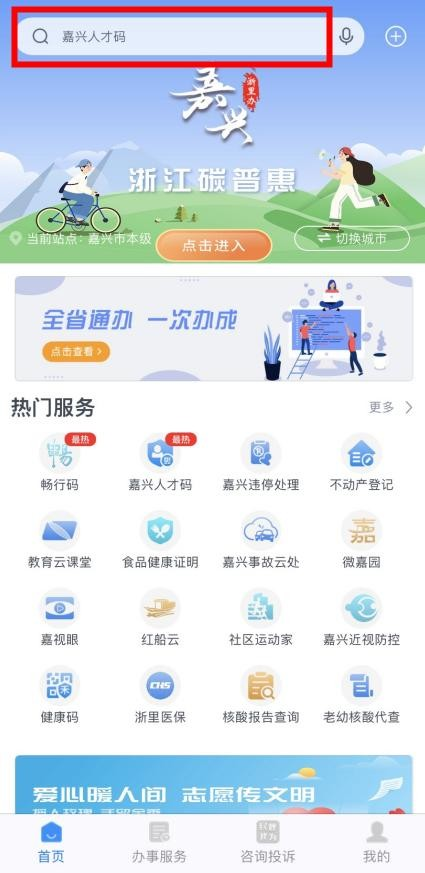 嘉兴人才码
嘉兴
浙里办
浙江碳普惠
当前站点：嘉兴市本级
点击进入
切换城市
全省通办 一次办成
点击查看
热门服务
更多
最热
最热
畅行码
嘉兴人才码
嘉兴违停处理
不动产登记
教育云课堂
食品健康证明
嘉兴事故云处
微嘉园
嘉视眼
红船云
社区运动家
嘉兴近视防控
健康码
浙里医保
核酸报告查询
老幼核酸代查
爱心暖人间 志愿传文明
首页
办事服务
咨询投诉
我的